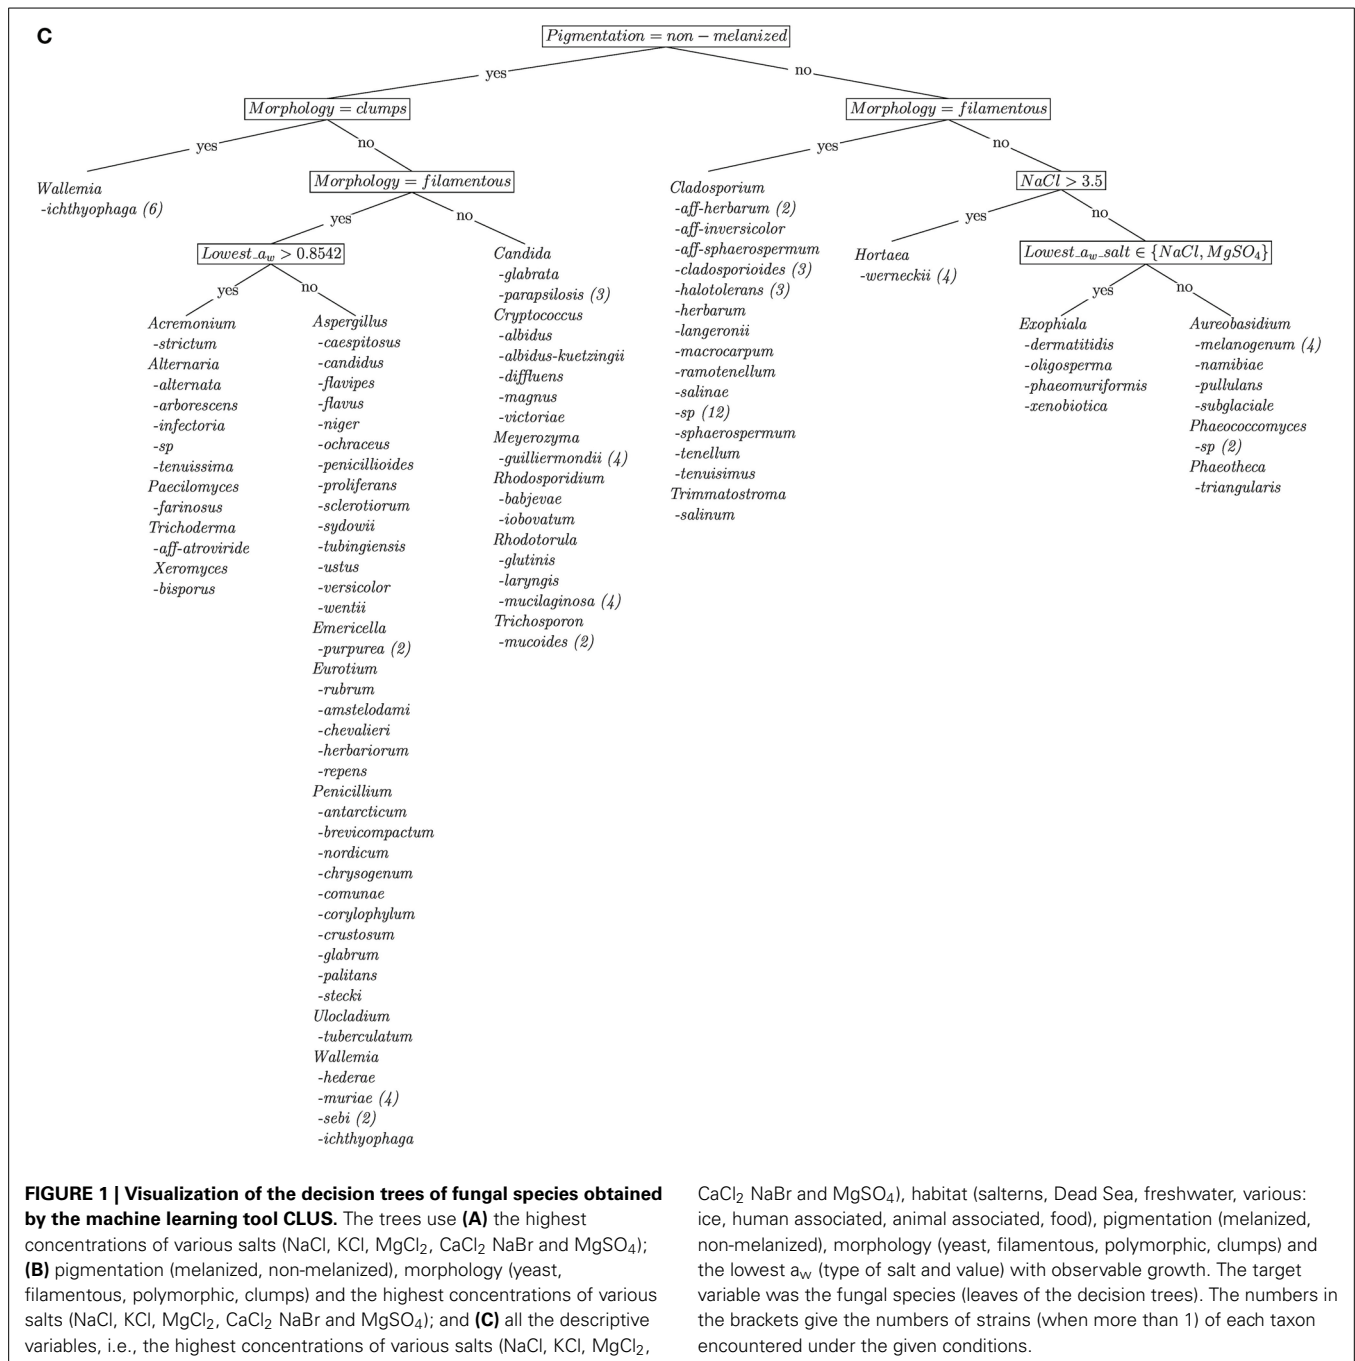 C
Pigmentation = non − melanized
yes
no
Morphology = clumps
Morphology = filamentous
yes
no
yes
no
Wallemia
-ichthyophaga (6)
Morphology = filamentous
yes
no
Lowest_a_w > 0.8542
yes
no
Acremonium
-strictum
Alternaria
-alternata
-arborescens
-infectoria
-sp
-tenuissima
Paecilomyces
-farinosus
Trichoderma
-aff-atroviride
Xeromyces
-bisporus
Aspergillus
-caespitosus
-candidus
-flavipes
-flavus
-niger
-ochraceus
-penicillioides
-proliferans
-sclerotiorum
-sydowii
-tubingiensis
-ustus
-versicolor
-wentii
Emericella
-purpurea (2)
Eurotium
-rubrum
-amstelodami
-chevalieri
-herbariorum
-repens
Penicillium
-antarcticum
-brevicompactum
-nordicum
-chrysogenum
-comunae
-corylophylum
-crustosum
-glabrum
-palitans
-stecki
Ulocladium
-tuberculatum
Wallemia
-hederae
-muriae (4)
-sebi (2)
-ichthyophaga
Candida
-glabrata
-parapsilosis (3)
Cryptococcus
-albidus
-albidus-kuetzingii
-diffluens
-magnus
-victoriae
Meyerozyma
-guilliermondii (4)
Rhodosporidium
-babjevae
-iobovatum
Rhodotorula
-glutinis
-laryngis
-mucilaginosa (4)
Trichosporon
-mucoides (2)
Cladosporium
-aff-herbarum (2)
-aff-inversicolor
-aff-sphaerospermum
-cladosporioides (3)
-halotolerans (3)
-herbarum
-langeronii
-macrocarpum
-ramotenellum
-salinae
-sp (12)
-sphaerospermum
-tenellum
-tenuisimus
Trimmatostroma
-salinum
NaCl > 3.5
yes
no
Hortaea
-werneckii (4)
Lowest_a_w_salt ∈ {NaCl, MgSO₄}
yes
no
Exophiala
-dermatitidis
-oligosperma
-phaeomuriformis
-xenobiotica
Aureobasidium
-melanogenum (4)
-namibiae
-pullulans
-subglaciale
Phaeococcomyces
-sp (2)
Phaeotheca
-triangularis
FIGURE 1 | Visualization of the decision trees of fungal species obtained
by the machine learning tool CLUS. The trees use (A) the highest
concentrations of various salts (NaCl, KCl, MgCl₂, CaCl₂ NaBr and MgSO₄);
(B) pigmentation (melanized, non-melanized), morphology (yeast,
filamentous, polymorphic, clumps) and the highest concentrations of various
salts (NaCl, KCl, MgCl₂, CaCl₂ NaBr and MgSO₄); and (C) all the descriptive
variables, i.e., the highest concentrations of various salts (NaCl, KCl, MgCl₂,
CaCl₂ NaBr and MgSO₄), habitat (salterns, Dead Sea, freshwater, various:
ice, human associated, animal associated, food), pigmentation (melanized,
non-melanized), morphology (yeast, filamentous, polymorphic, clumps) and
the lowest a_w (type of salt and value) with observable growth. The target
variable was the fungal species (leaves of the decision trees). The numbers in
the brackets give the numbers of strains (when more than 1) of each taxon
encountered under the given conditions.